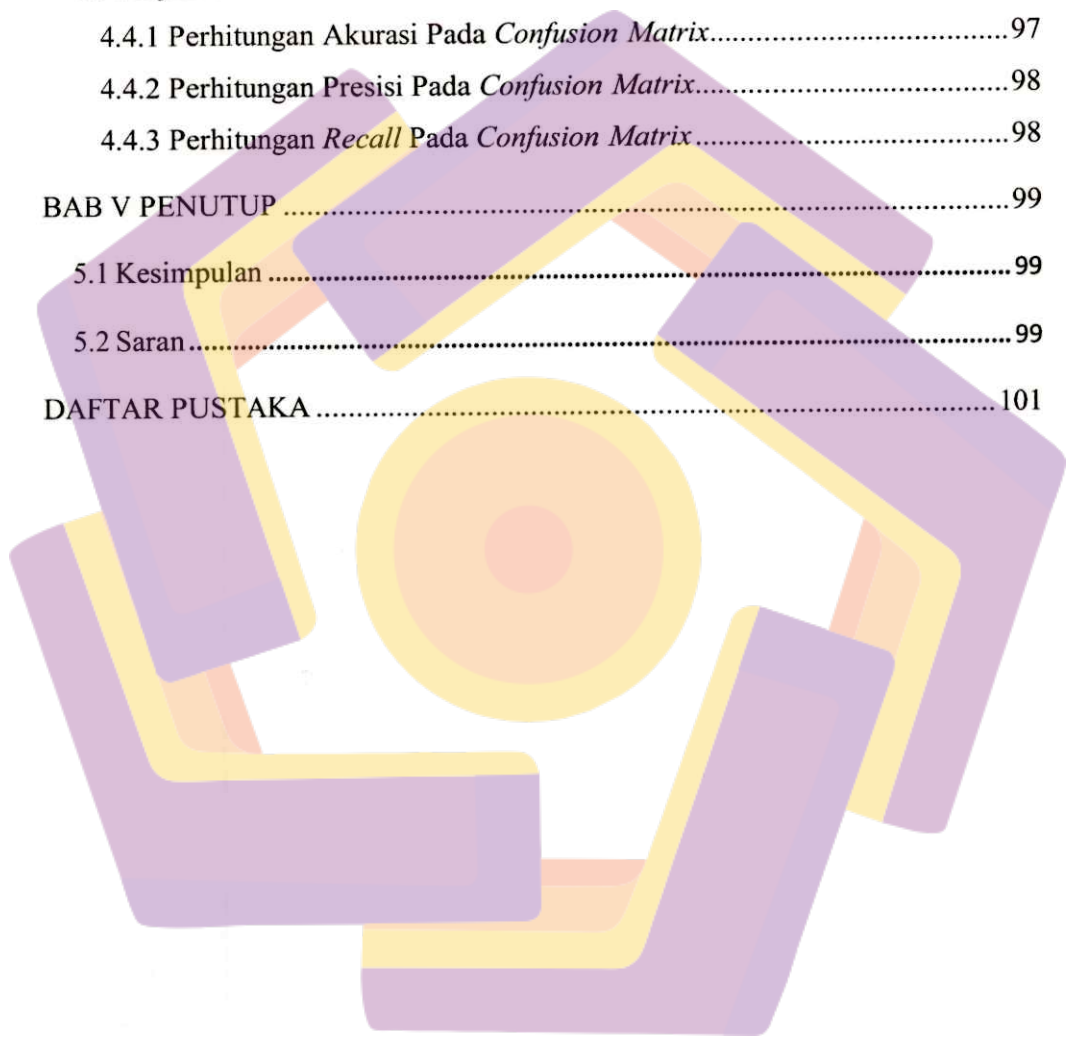 4.4.1 Perhitungan Akurasi Pada Confusion Matrix.......................................97
4.4.2 Perhitungan Presisi Pada Confusion Matrix.........................................98
4.4.3 Perhitungan Recall Pada Confusion Matrix.........................................98
BAB V PENUTUP ................................................................................................99
5.1 Kesimpulan ..................................................................................................99
5.2 Saran............................................................................................................99
DAFTAR PUSTAKA ..........................................................................................101